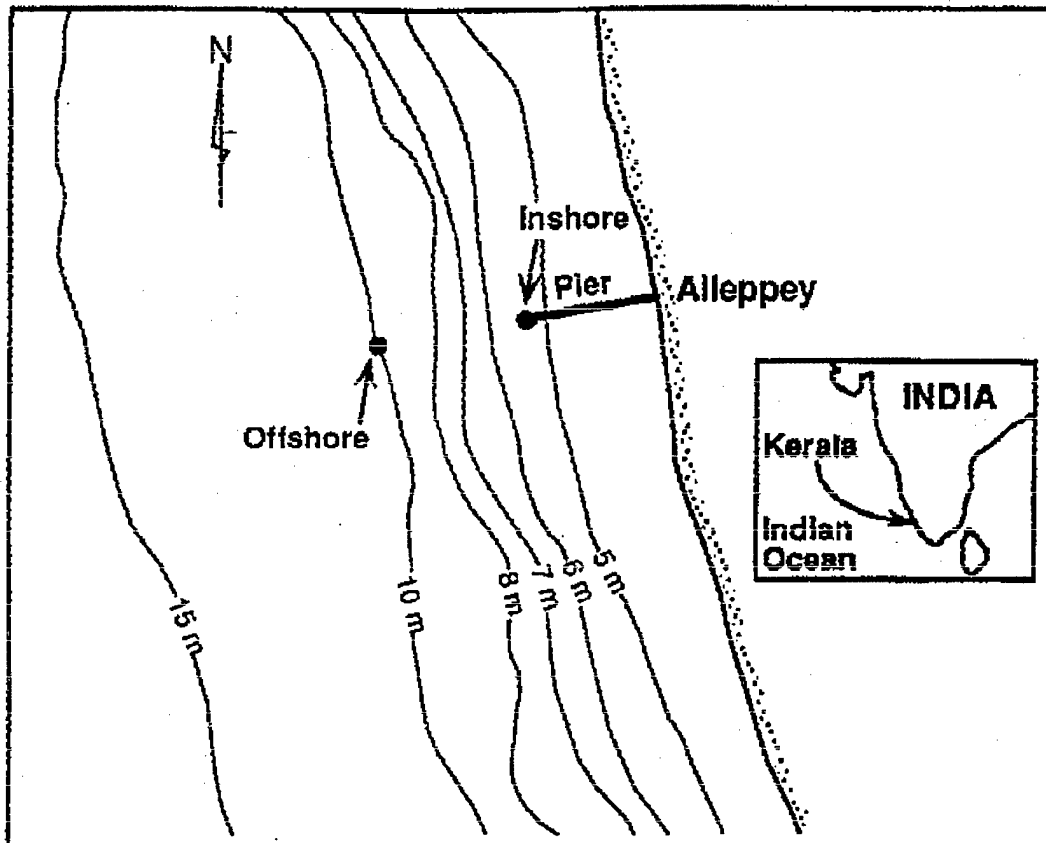 N
Inshore
Pier
Alleppey
Offshore
INDIA
Kerala
Indian
Ocean
15 m
10 m
8 m
7 m
6 m
5 m